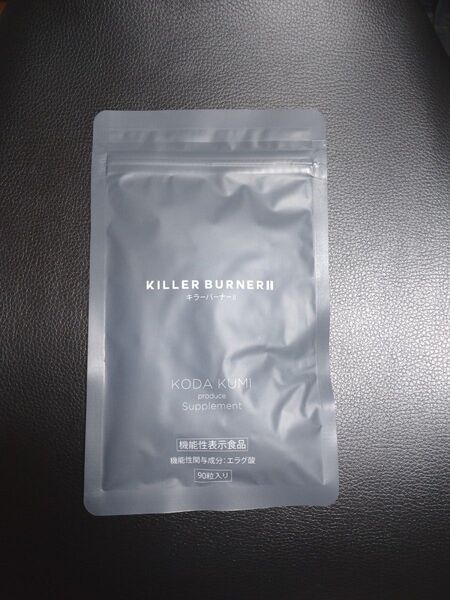 KILLER BURNER II
キラーバーナーII
KODA KUMI
produce
Supplement
機能性表示食品
機能性関与成分:エラグ酸
90粒入り